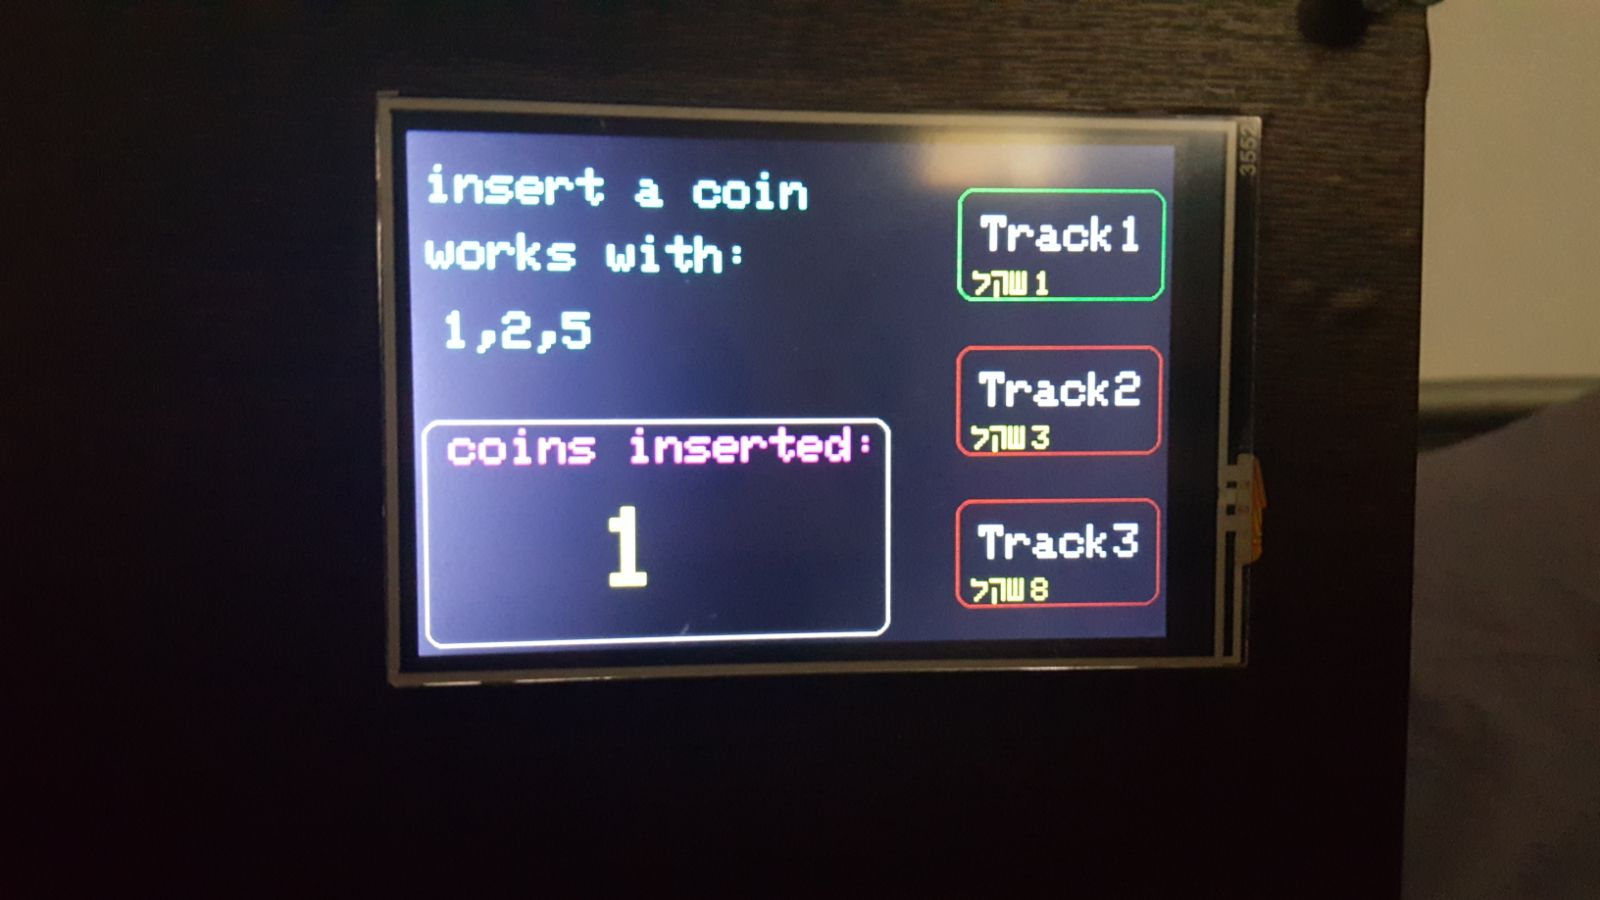 insert a coin
works with:
1,2,5
coins inserted:
1
Track1
1 שקל
Track2
3 שקל
Track3
8 שקל
3552